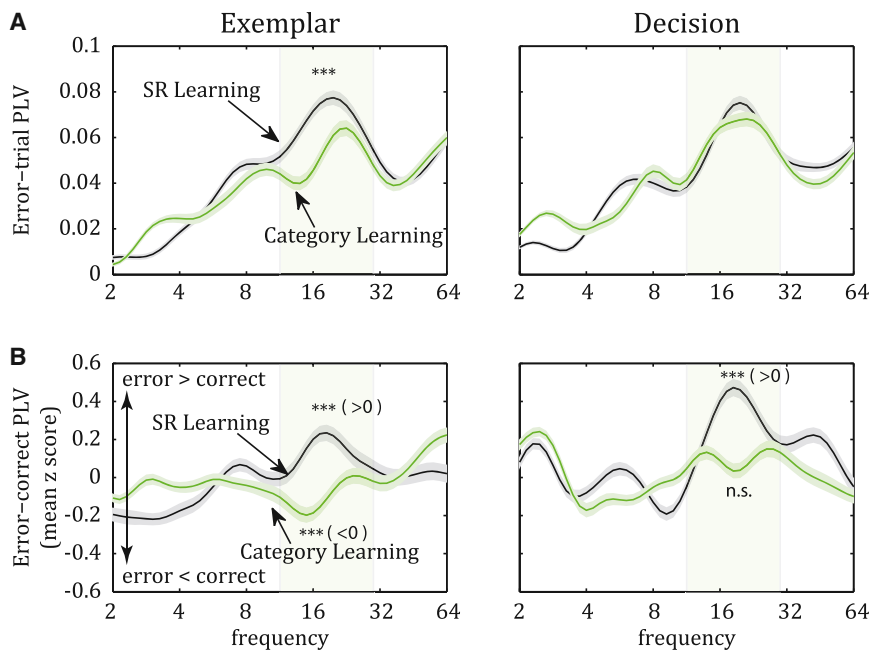 A
Exemplar
Decision
Error−trial PLV
0.1
0.08
0.06
0.04
0.02
0
SR Learning
***
Category Learning
2 4 8 16 32 64
2 4 8 16 32 64
B
Error−correct PLV
(mean z score)
0.6
0.4
0.2
0
-0.2
-0.4
-0.6
error > correct
SR Learning
*** ( >0 )
*** ( <0 )
Category Learning
error < correct
*** ( >0 )
n.s.
2 4 8 16 32 64
2 4 8 16 32 64
frequency
frequency